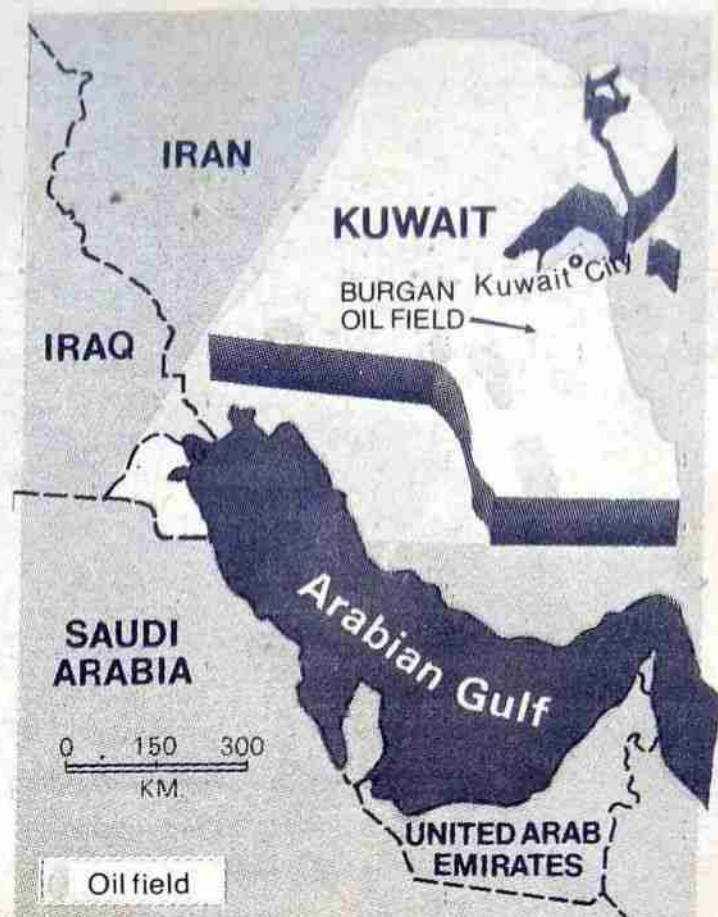 IRAN
KUWAIT
Kuwait City
BURGAN
OIL FIELD
IRAQ
Arabian Gulf
SAUDI
ARABIA
0 150 300
KM.
UNITED ARAB
EMIRATES
Oil field